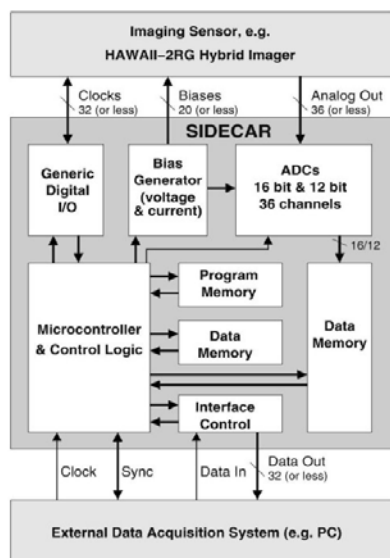 Imaging Sensor, e.g.
HAWAII–2RG Hybrid Imager
Clocks
32 (or less)
Biases
20 (or less)
Analog Out
36 (or less)
SIDECAR
Generic
Digital
I/O
Bias
Generator
(voltage
& current)
ADCs
16 bit & 12 bit
36 channels
16/12
Microcontroller
& Control Logic
Program
Memory
Data
Memory
Interface
Control
Data
Memory
Clock
Sync
Data In
Data Out
32 (or less)
External Data Acquisition System (e.g. PC)